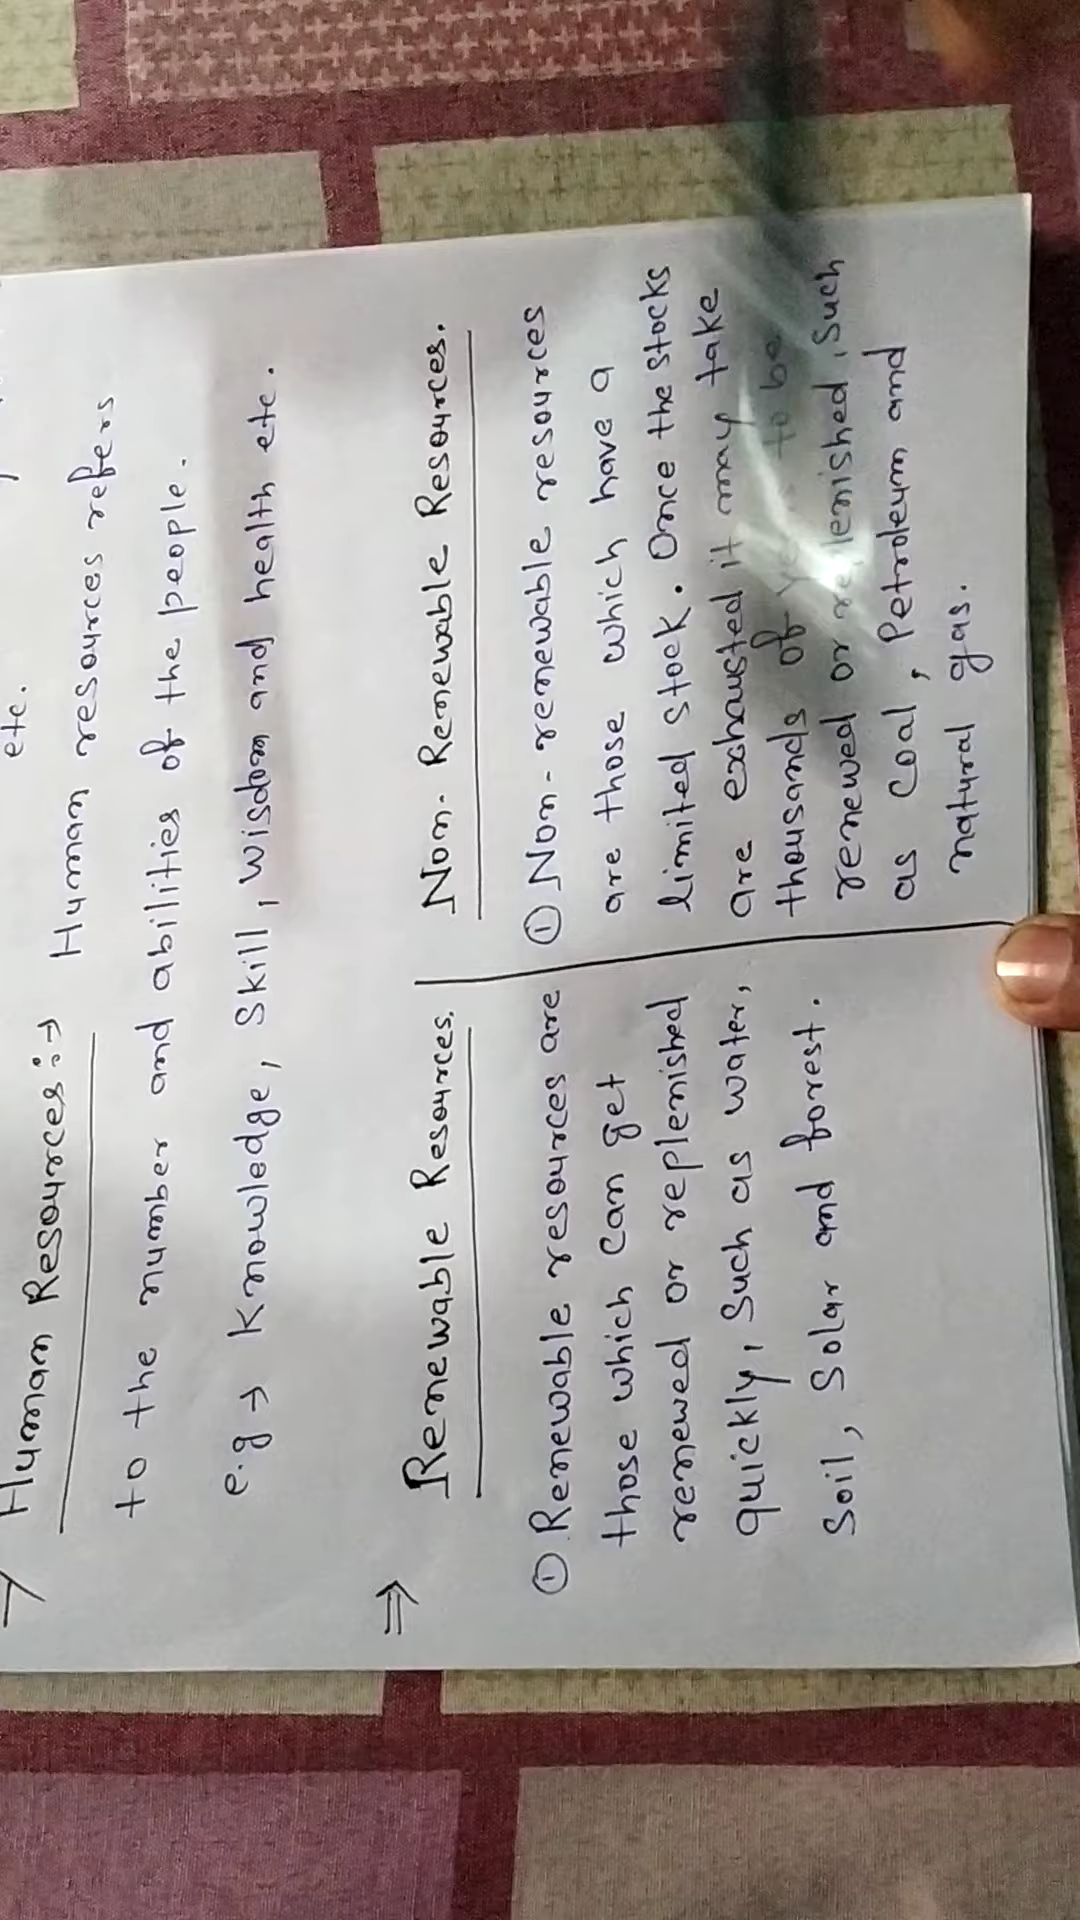 etc.
Human Resources:→ Human resources refers
to the number and abilities of the people.
e.g → Knowledge, Skill, wisdom and health etc.
⇒ Renewable Resources.
① Renewable resources are
those which can get
renewed or replenished
quickly, Such as water,
Soil, Solar and forest.
Non-Renewable Resources.
① Non-renewable resources
are those which have a
limited stock. Once the stocks
are exhausted it may take
thousands of to be
renewed or replenished, Such
as coal, Petroleum and
natural gas.